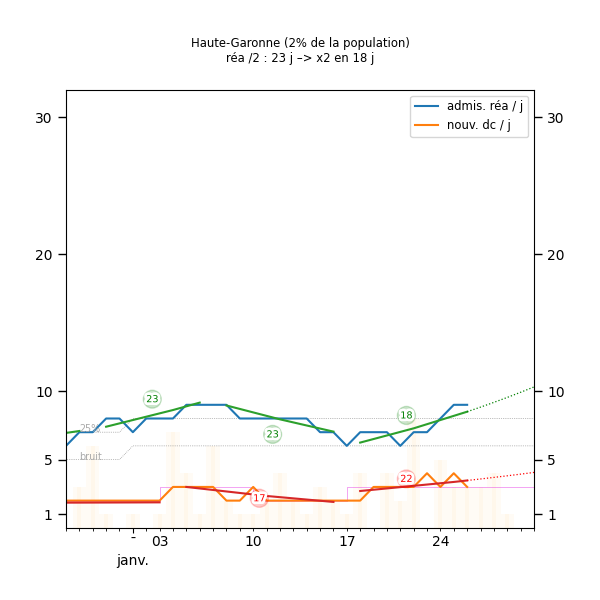 Haute-Garonne (2% de la population)
réa /2 : 23 j –> x2 en 18 j
admis. réa / j
nouv. dc / j
30
30
20
20
10
10
5
5
1
1
25%
bruit
23
23
18
17
22
- 03 10 17 24
janv.